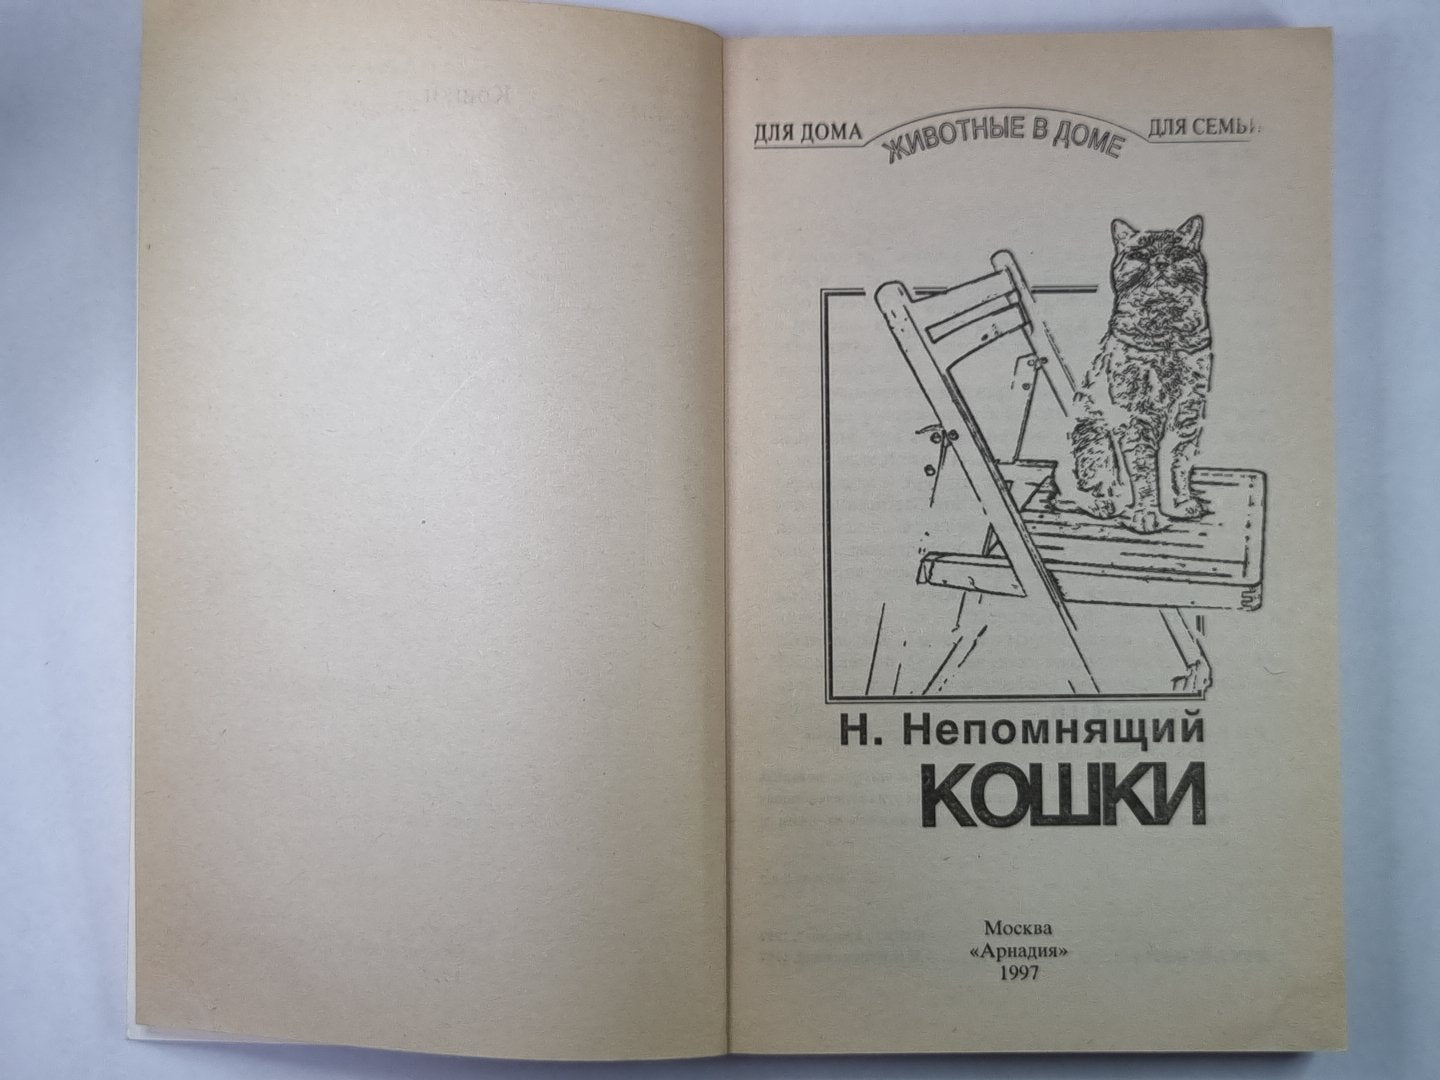 ДЛЯ ДОМА ЖИВОТНЫЕ В ДОМЕ ДЛЯ СЕМЬИ
Н. Непомнящий
КОШКИ
Москва
«Арнадия»
1997